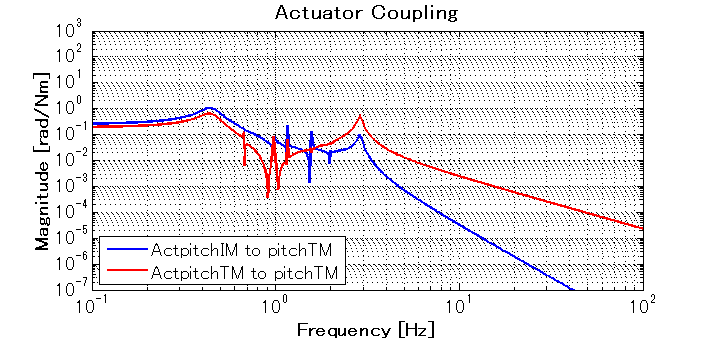 Actuator Coupling
10^3
10^2
10^1
10^0
10^-1
10^-2
10^-3
10^-4
10^-5
10^-6
10^-7
Magnitude [rad/Nm]
ActpitchIM to pitchTM
ActpitchTM to pitchTM
10^-1 10^0 10^1 10^2
Frequency [Hz]